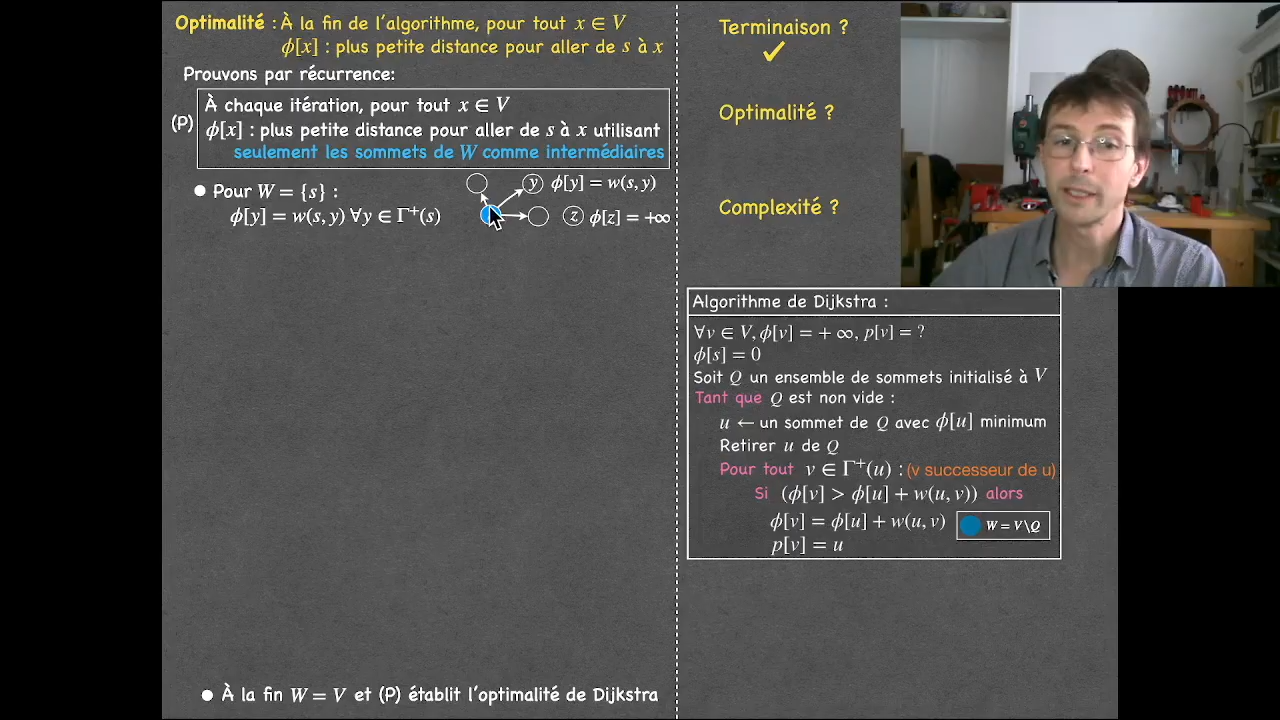 Optimalité : À la fin de l'algorithme, pour tout x ∈ V
ϕ[x] : plus petite distance pour aller de s à x
Prouvons par récurrence:
(P)
À chaque itération, pour tout x ∈ V
ϕ[x] : plus petite distance pour aller de s à x utilisant
seulement les sommets de W comme intermédiaires
● Pour W = {s} :
ϕ[y] = w(s, y) ∀y ∈ Γ⁺(s)
y ϕ[y] = w(s, y)
z ϕ[z] = +∞
● À la fin W = V et (P) établit l'optimalité de Dijkstra
Terminaison ?
✓
Optimalité ?
Complexité ?
Algorithme de Dijkstra :
∀v ∈ V, ϕ[v] = + ∞, p[v] = ?
ϕ[s] = 0
Soit Q un ensemble de sommets initialisé à V
Tant que Q est non vide :
u ← un sommet de Q avec ϕ[u] minimum
Retirer u de Q
Pour tout v ∈ Γ⁺(u) : (v successeur de u)
Si (ϕ[v] > ϕ[u] + w(u, v)) alors
ϕ[v] = ϕ[u] + w(u, v)
p[v] = u
W = V\Q